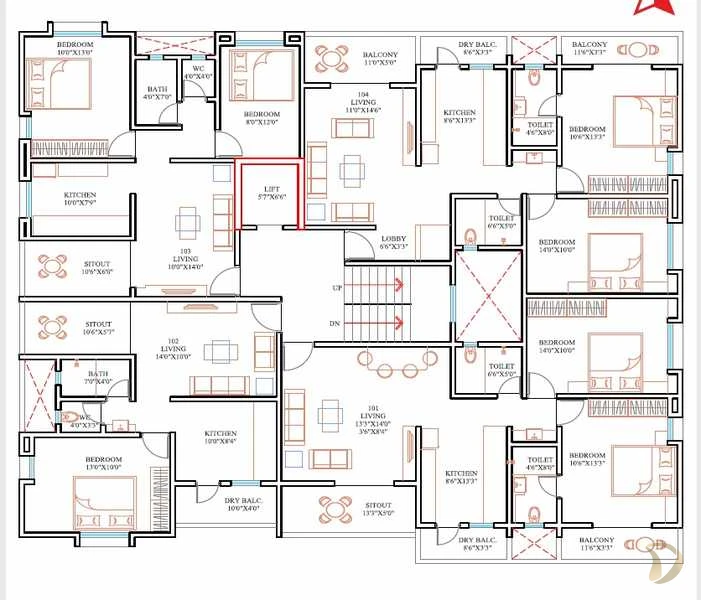 BEDROOM
10'0"X13'0"
WC
4'0"X4'0"
BATH
4'0"X7'0"
BEDROOM
8'0"X12'0"
BALCONY
11'0"X5'0"
DRY BALC.
8'6"X3'3"
BALCONY
11'6"X3'3"
104
LIVING
11'0"X14'6"
KITCHEN
8'6"X13'3"
TOILET
4'6"X8'0"
BEDROOM
10'6"X13'3"
KITCHEN
10'0"X7'9"
LIFT
5'7"X6'6"
TOILET
6'6"X5'0"
LOBBY
6'6"X3'3"
BEDROOM
14'0"X10'0"
103
LIVING
10'0"X14'0"
SITOUT
10'6"X6'0"
UP
DN
SITOUT
10'6"X5'7"
102
LIVING
14'0"X10'0"
BEDROOM
14'0"X10'0"
BATH
7'0"X4'0"
TOILET
6'6"X5'0"
WC
4'0"X3'3"
101
LIVING
13'3"X14'0"
3'6"X8'4"
KITCHEN
10'0"X8'4"
BEDROOM
13'0"X10'0"
KITCHEN
8'6"X13'3"
TOILET
4'6"X8'0"
BEDROOM
10'6"X13'3"
DRY BALC.
10'0"X4'0"
SITOUT
13'3"X5'0"
DRY BALC.
8'6"X3'3"
BALCONY
11'6"X3'3"